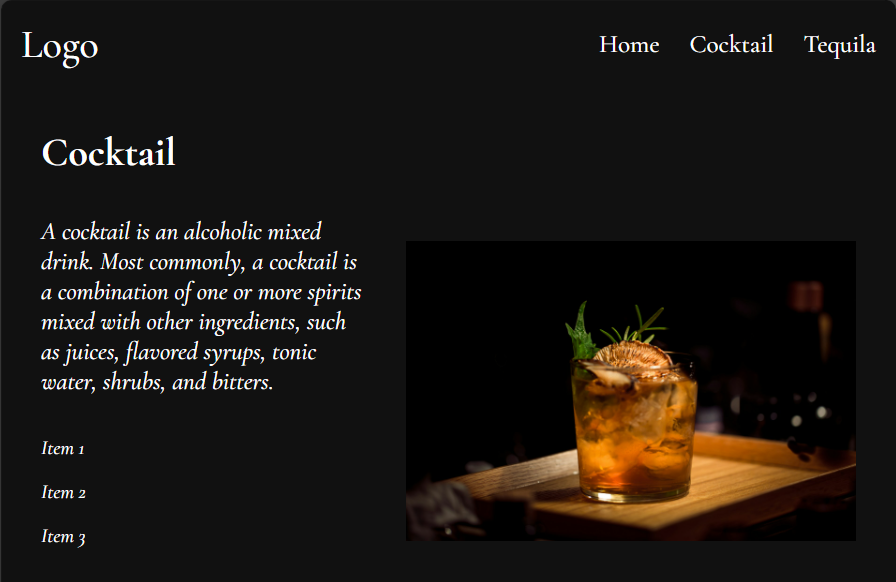 Logo
Home Cocktail Tequila
Cocktail
A cocktail is an alcoholic mixed
drink. Most commonly, a cocktail is
a combination of one or more spirits
mixed with other ingredients, such
as juices, flavored syrups, tonic
water, shrubs, and bitters.
Item 1
Item 2
Item 3